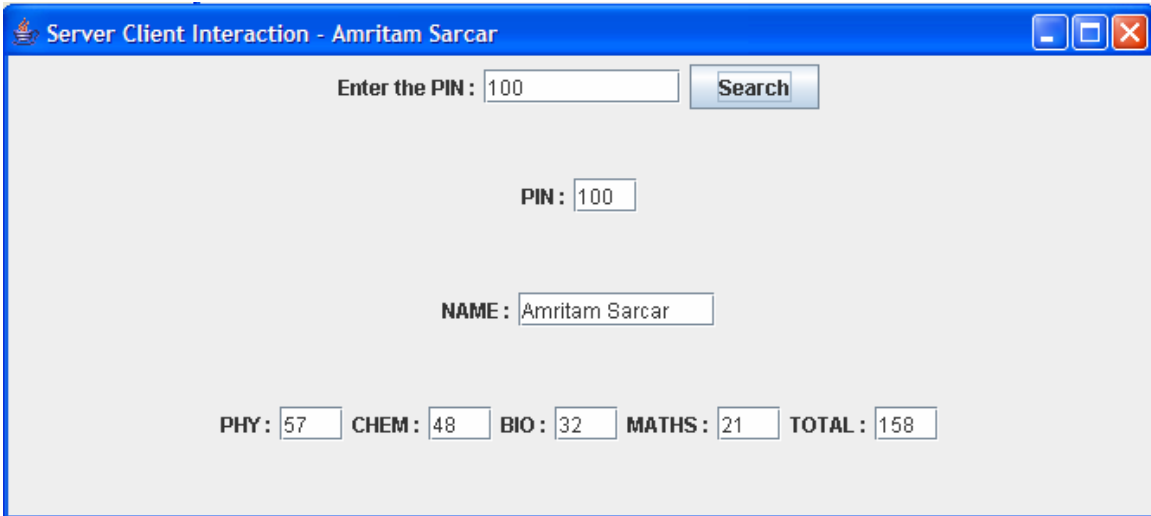 Server Client Interaction - Amritam Sarcar
Enter the PIN : 100 Search
PIN : 100
NAME : Amritam Sarcar
PHY : 57 CHEM : 48 BIO : 32 MATHS : 21 TOTAL : 158